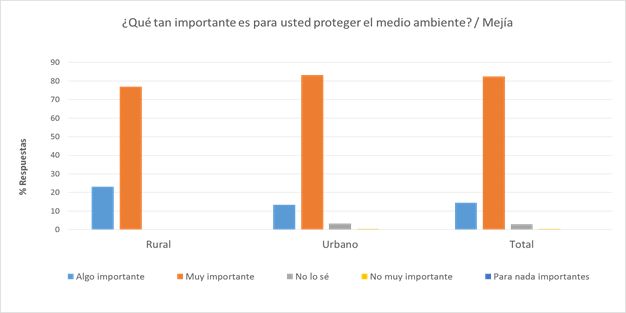 ¿Qué tan importante es para usted proteger el medio ambiente? / Mejía
% Respuestas
90
80
70
60
50
40
30
20
10
0
Rural Urbano Total
Algo importante Muy importante No lo sé No muy importante Para nada importantes